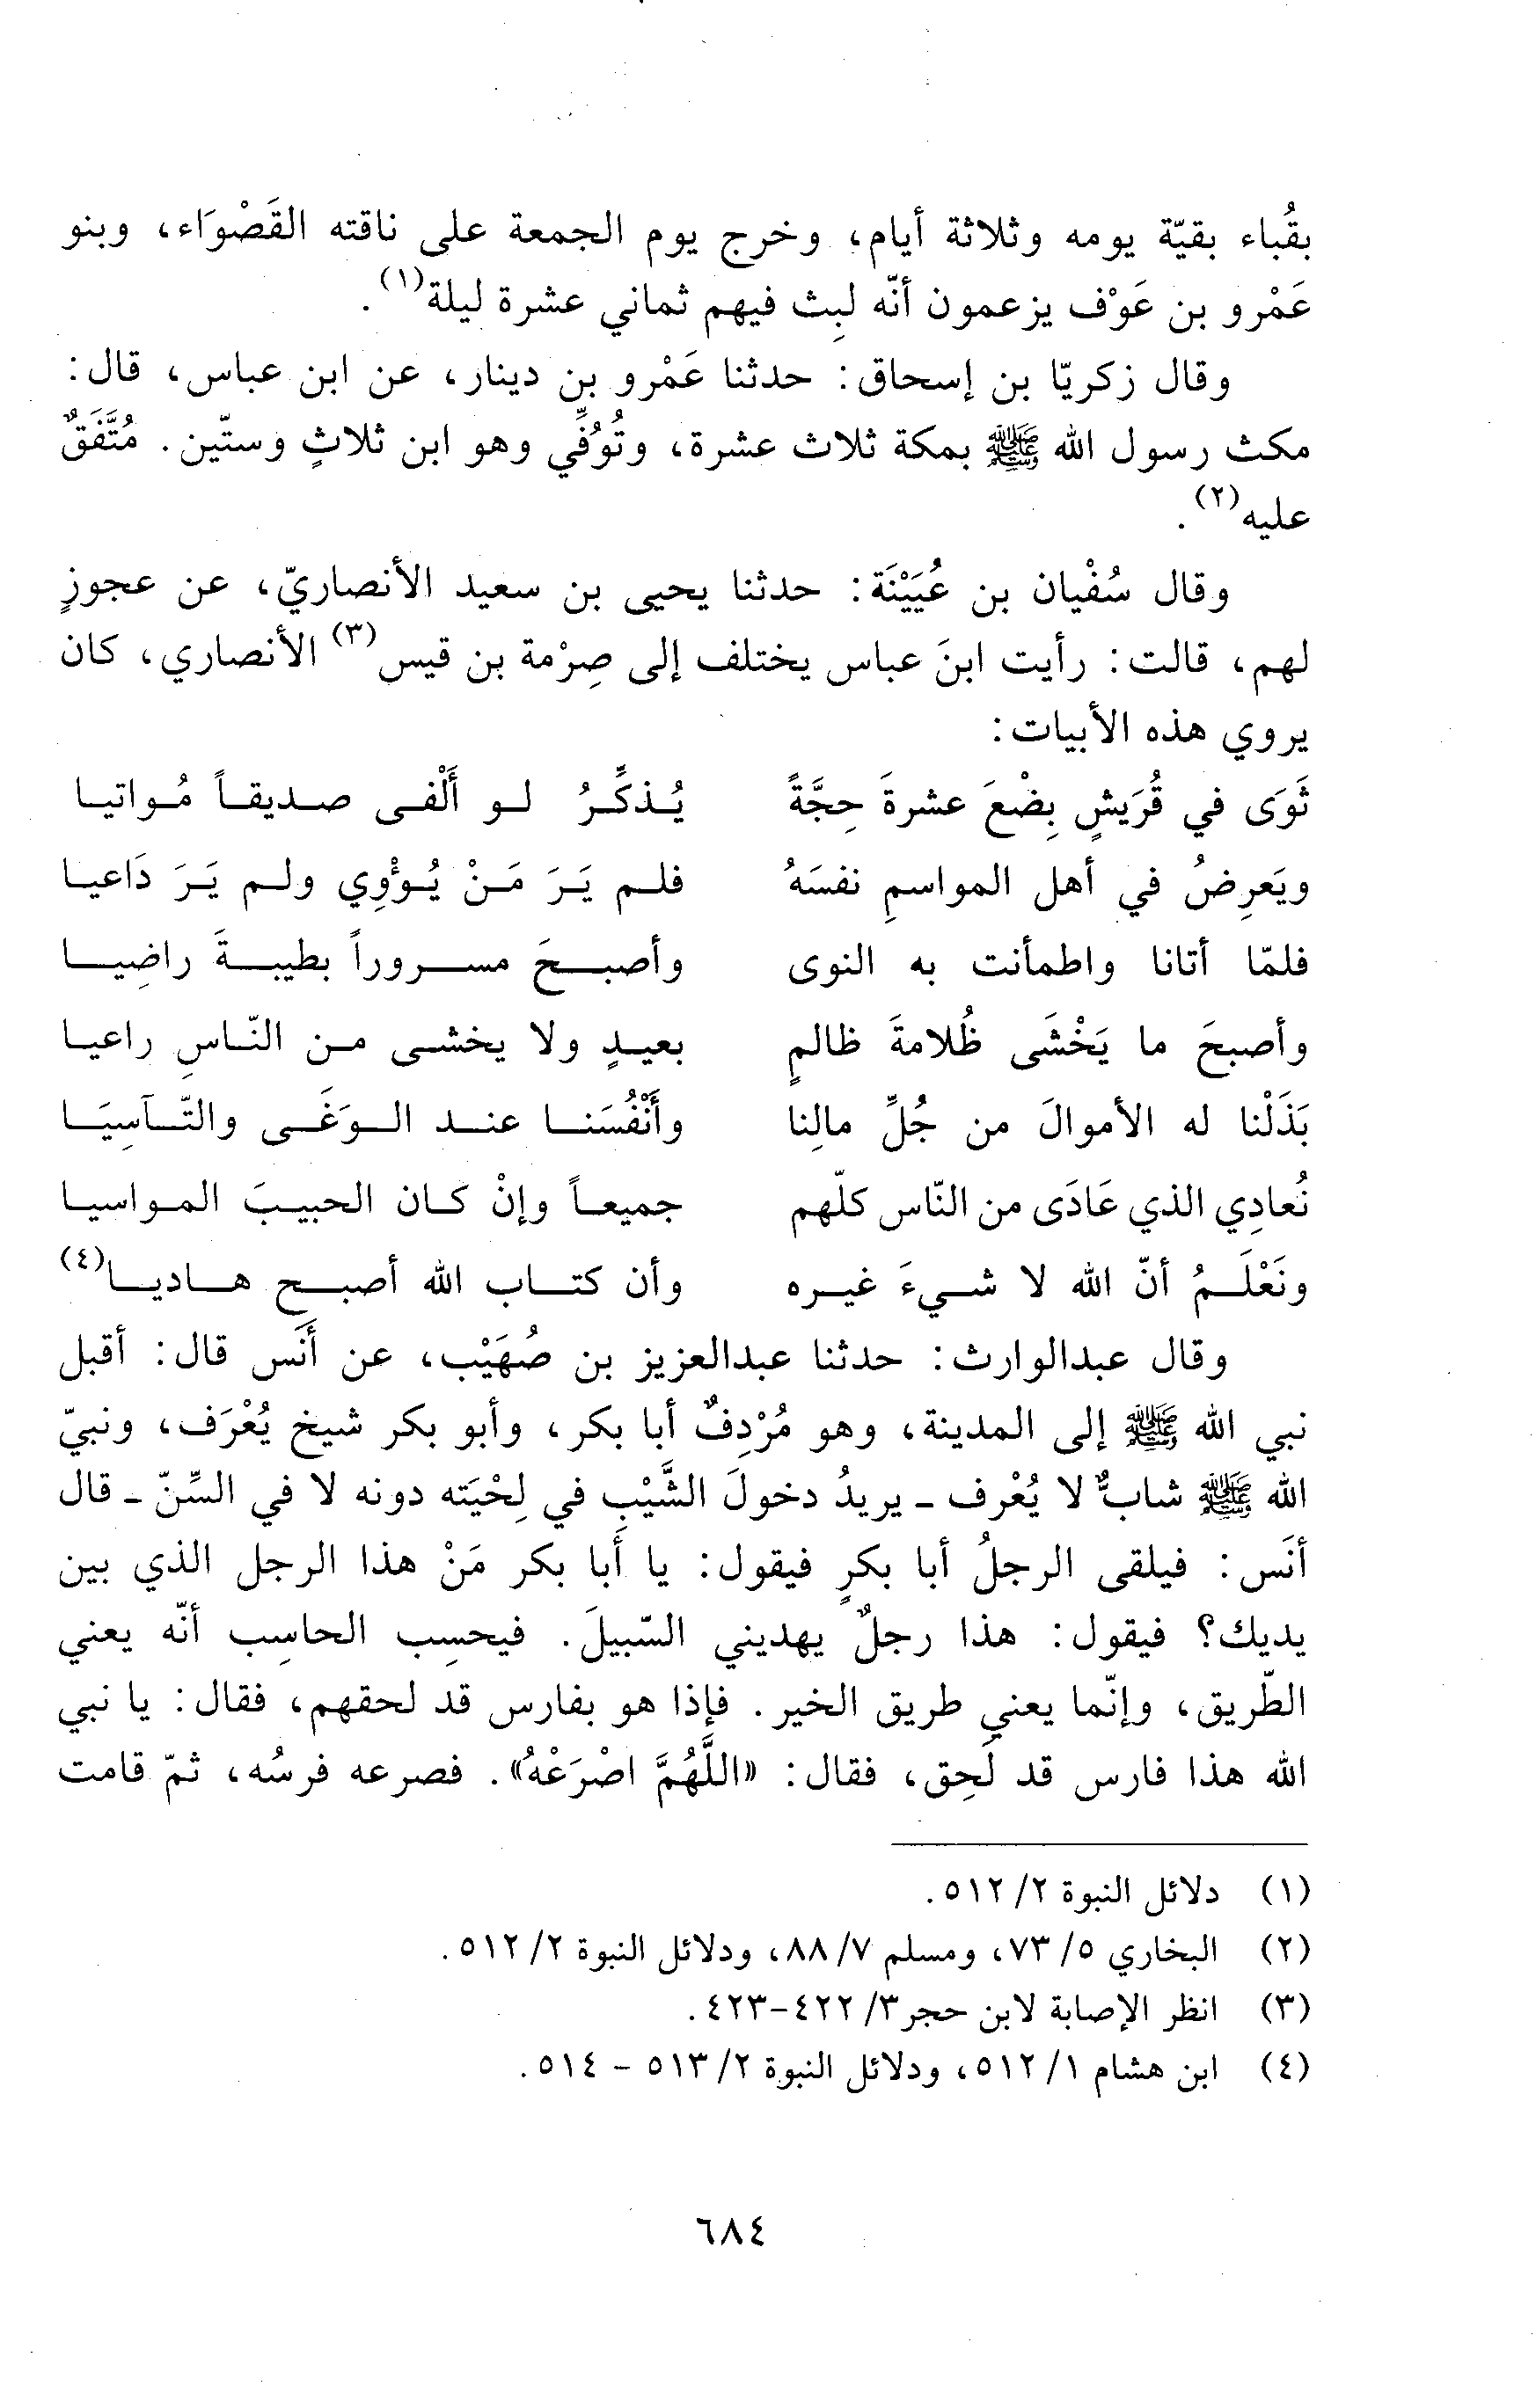 بقُباء بقيّة يومه وثلاثة أيام، وخرج يوم الجمعة على ناقته القَصْوَاء، وبنو
عَمْرو بن عَوْف يزعمون أنّه لبِث فيهم ثماني عشرة ليلة(١).
وقال زكريّا بن إسحاق: حدثنا عَمْرو بن دينار، عن ابن عباس، قال:
مكث رسول الله ﷺ بمكة ثلاث عشرة، وتُوُفِّي وهو ابن ثلاثٍ وستّين. مُتَّفَقٌ
عليه(٢).
وقال سُفْيان بن عُيَيْنَة: حدثنا يحيى بن سعيد الأنصاريّ، عن عجوزٍ
لهم، قالت: رأيت ابنَ عباس يختلف إلى صِرْمة بن قيس(٣) الأنصاري، كان
يروي هذه الأبيات:
ثَوَى في قُرَيشٍ بِضْعَ عشرةَ حِجَّةً يُذكِّرُ لو أَلْفى صديقاً مُواتيا
ويَعرِضُ في أهل المواسمِ نفسَهُ فلم يَرَ مَنْ يُؤْوِي ولم يَرَ دَاعيا
فلمّا أتانا واطمأنت به النوى وأصبحَ مسروراً بطيبةَ راضِيا
وأصبحَ ما يَخْشَى ظُلامةَ ظالمٍ بعيدٍ ولا يخشى من النّاسِ راعيا
بَذَلْنا له الأموالَ من جُلِّ مالِنا وأَنْفُسَنا عند الوَغَى والتّآسِيَا
نُعادِي الذي عَادَى من النّاس كلّهم جميعاً وإنْ كان الحبيبَ المواسيا
ونَعْلَمُ أنّ الله لا شيءَ غيره وأن كتاب الله أصبح هاديا(٤)
وقال عبدالوارث: حدثنا عبدالعزيز بن صُهَيْب، عن أَنَس قال: أقبل
نبي الله ﷺ إلى المدينة، وهو مُرْدِفٌ أبا بكر، وأبو بكر شيخ يُعْرَف، ونبيّ
الله ﷺ شابٌّ لا يُعْرف ـ يريدُ دخولَ الشَّيْبِ في لِحْيَته دونه لا في السِّنّ ـ قال
أنَس: فيلقى الرجلُ أبا بكرٍ فيقول: يا أبا بكر مَنْ هذا الرجل الذي بين
يديك؟ فيقول: هذا رجلٌ يهديني السّبيلَ. فيحسِب الحاسِب أنّه يعني
الطّريق، وإنّما يعني طريق الخير. فإذا هو بفارس قد لحقهم، فقال: يا نبي
الله هذا فارس قد لَحِق، فقال: «اللَّهُمَّ اصْرَعْهُ». فصرعه فرسُه، ثمّ قامت
(١) دلائل النبوة ٢/ ٥١٢.
(٢) البخاري ٥/ ٧٣، ومسلم ٧/ ٨٨، ودلائل النبوة ٢/ ٥١٢.
(٣) انظر الإصابة لابن حجر٣/ ٤٢٢-٤٢٣.
(٤) ابن هشام ١/ ٥١٢، ودلائل النبوة ٢/ ٥١٣ - ٥١٤.
٦٨٤